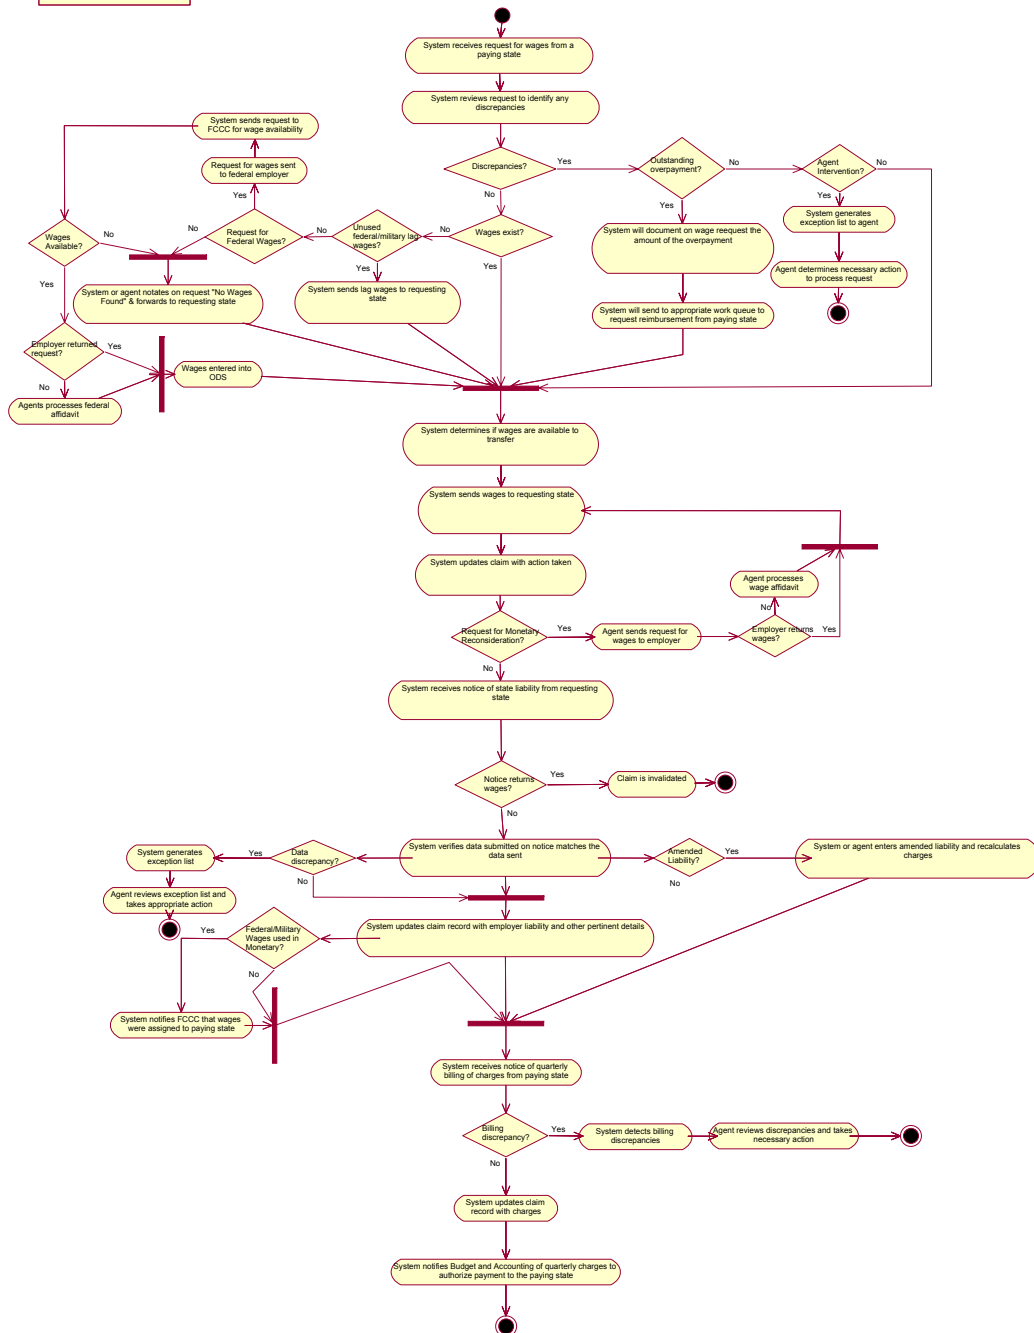 System receives request for wages from a
paying state
System reviews request to identify any
discrepancies
System sends request to
FCCC for wage availability
Request for wages sent
to federal employer
Discrepancies?
Yes
Outstanding
overpayment?
No
Agent
Intervention?
No
Yes
No
Yes
Yes
System generates
exception list to agent
Wages
Available?
No
No
Request for
Federal Wages?
No
Unused
federal/military lag
wages?
No
Wages exist?
System will document on wage reequest the
amount of the overpayment
Yes
Yes
Yes
Agent determines necessary action
to process request
System or agent notates on request "No Wages
Found" & forwards to requesting state
System sends lag wages to requesting
state
System will send to appropriate work queue to
request reimbursement from paying state
Employer returned
request?
Yes
No
Wages entered into
ODS
Agents processes federal
affidavit
System determines if wages are available to
transfer
System sends wages to requesting state
System updates claim with action taken
Agent processes
wage affidavit
No
Request for Monetary
Reconsideration?
Yes
Agent sends request for
wages to employer
Employer returns
wages?
Yes
No
System receives notice of state liability from requesting
state
Notice returns
wages?
Yes
Claim is invalidated
No
System generates
exception list
Yes
Data
discrepancy?
System verifies data submitted on notice matches the
data sent
Amended
Liability?
Yes
System or agent enters amended liability and recalculates
charges
No
No
Agent reviews exception list and
takes appropriate action
Yes
Federal/Military
Wages used in
Monetary?
System updates claim record with employer liability and other pertinent details
No
System notifies FCCC that wages
were assigned to paying state
System receives notice of quarterly
billing of charges from paying state
Billing
discrepancy?
Yes
System detects billing
discrepancies
Agent reviews discrepancies and takes
necessary action
No
System updates claim
record with charges
System notifies Budget and Accounting of quarterly charges to
authorize payment to the paying state